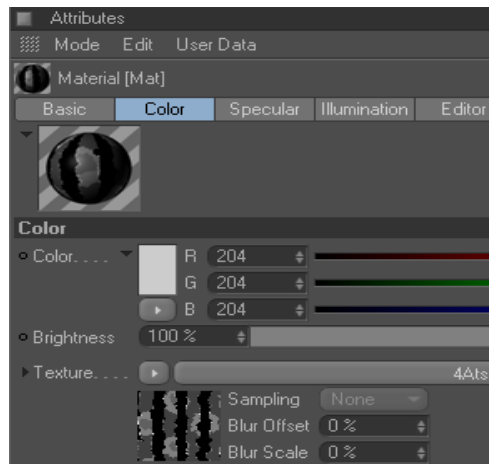 Attributes
Mode Edit User Data
Material [Mat]
Basic Color Specular Illumination Editor
Color
Color. . . . R 204
G 204
B 204
Brightness 100 %
Texture. . . . . 4Ats
Sampling None
Blur Offset 0 %
Blur Scale 0 %